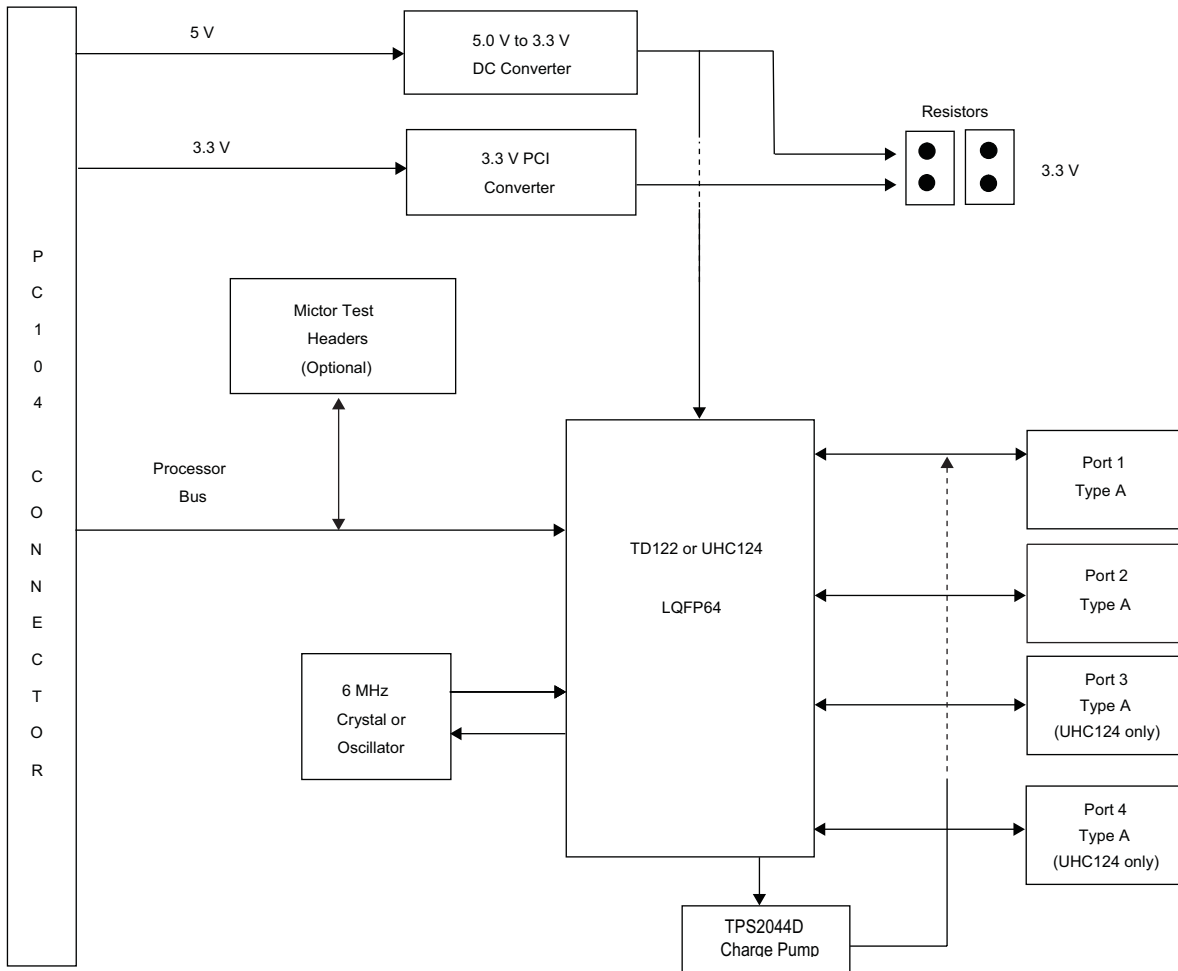 5 V
5.0 V to 3.3 V
DC Converter
Resistors
3.3 V
3.3 V PCI
Converter
3.3 V
P
C
1
0
4
C
O
N
N
E
C
T
O
R
Mictor Test
Headers
(Optional)
Processor
Bus
TD122 or UHC124
LQFP64
6 MHz
Crystal or
Oscillator
Port 1
Type A
Port 2
Type A
Port 3
Type A
(UHC124 only)
Port 4
Type A
(UHC124 only)
TPS2044D
Charge Pump